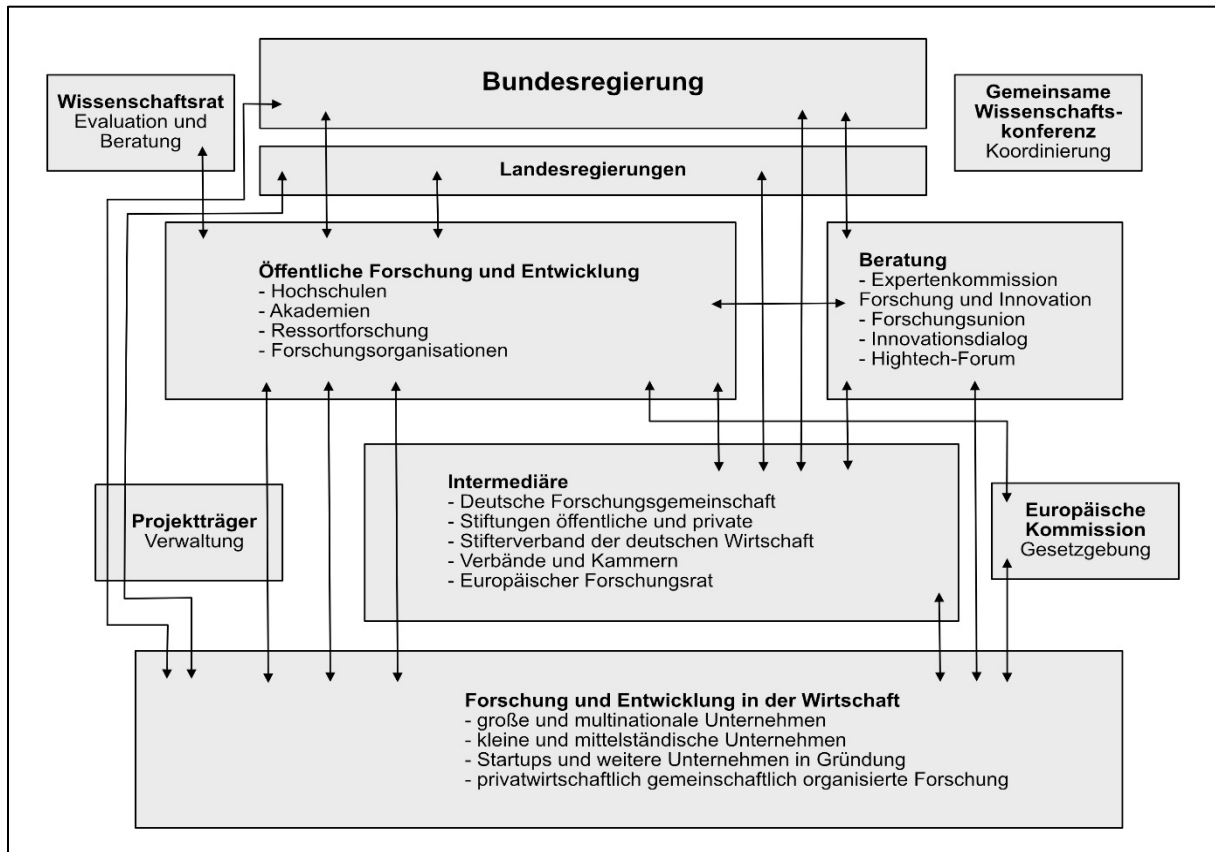 Bundesregierung
Wissenschaftsrat
Evaluation und
Beratung
Gemeinsame
Wissenschafts-
konferenz
Koordinierung
Landesregierungen
Öffentliche Forschung und Entwicklung
- Hochschulen
- Akademien
- Ressortforschung
- Forschungsorganisationen
Beratung
- Expertenkommission
Forschung und Innovation
- Forschungsunion
- Innovationsdialog
- Hightech-Forum
Intermediäre
- Deutsche Forschungsgemeinschaft
- Stiftungen öffentliche und private
- Stifterverband der deutschen Wirtschaft
- Verbände und Kammern
- Europäischer Forschungsrat
Projektträger
Verwaltung
Europäische
Kommission
Gesetzgebung
Forschung und Entwicklung in der Wirtschaft
- große und multinationale Unternehmen
- kleine und mittelständische Unternehmen
- Startups und weitere Unternehmen in Gründung
- privatwirtschaftlich gemeinschaftlich organisierte Forschung